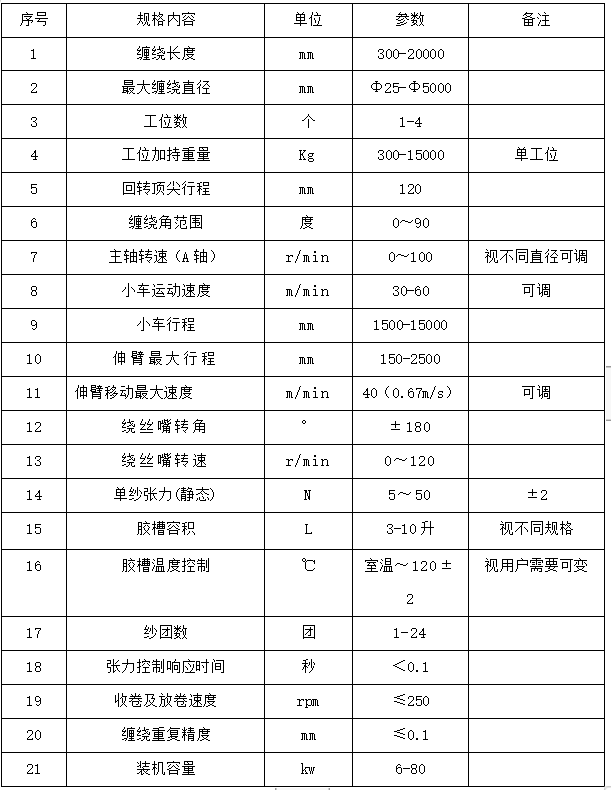 序号 规格内容 单位 参数 备注
1 缠绕长度 mm 300-20000
2 最大缠绕直径 mm Φ25-Φ5000
3 工位数 个 1-4
4 工位加持重量 Kg 300-15000 单工位
5 回转顶尖行程 mm 120
6 缠绕角范围 度 0～90
7 主轴转速（A轴） r/min 0～100 视不同直径可调
8 小车运动速度 m/min 30-60 可调
9 小车行程 mm 1500-15000
10 伸臂最大行程 mm 150-2500
11 伸臂移动最大速度 m/min 40（0.67m/s） 可调
12 绕丝嘴转角 ° ±180
13 绕丝嘴转速 r/min 0～120
14 单纱张力(静态) N 5～50 ±2
15 胶槽容积 L 3-10升 视不同规格
16 胶槽温度控制 ℃ 室温～120± 视用户需要可变
2
17 纱团数 团 1-24
18 张力控制响应时间 秒 ＜0.1
19 收卷及放卷速度 rpm ≤250
20 缠绕重复精度 mm ≤0.1
21 装机容量 kw 6-80